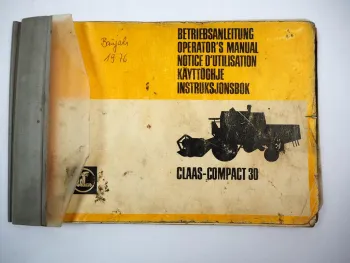 Baujahr
1976
BETRIEBSANLEITUNG
OPERATOR'S MANUAL
NOTICE D'UTILISATION
KÄYTTÖOHJE
INSTRUKSJONSBOK
CLAAS-COMPACT 30